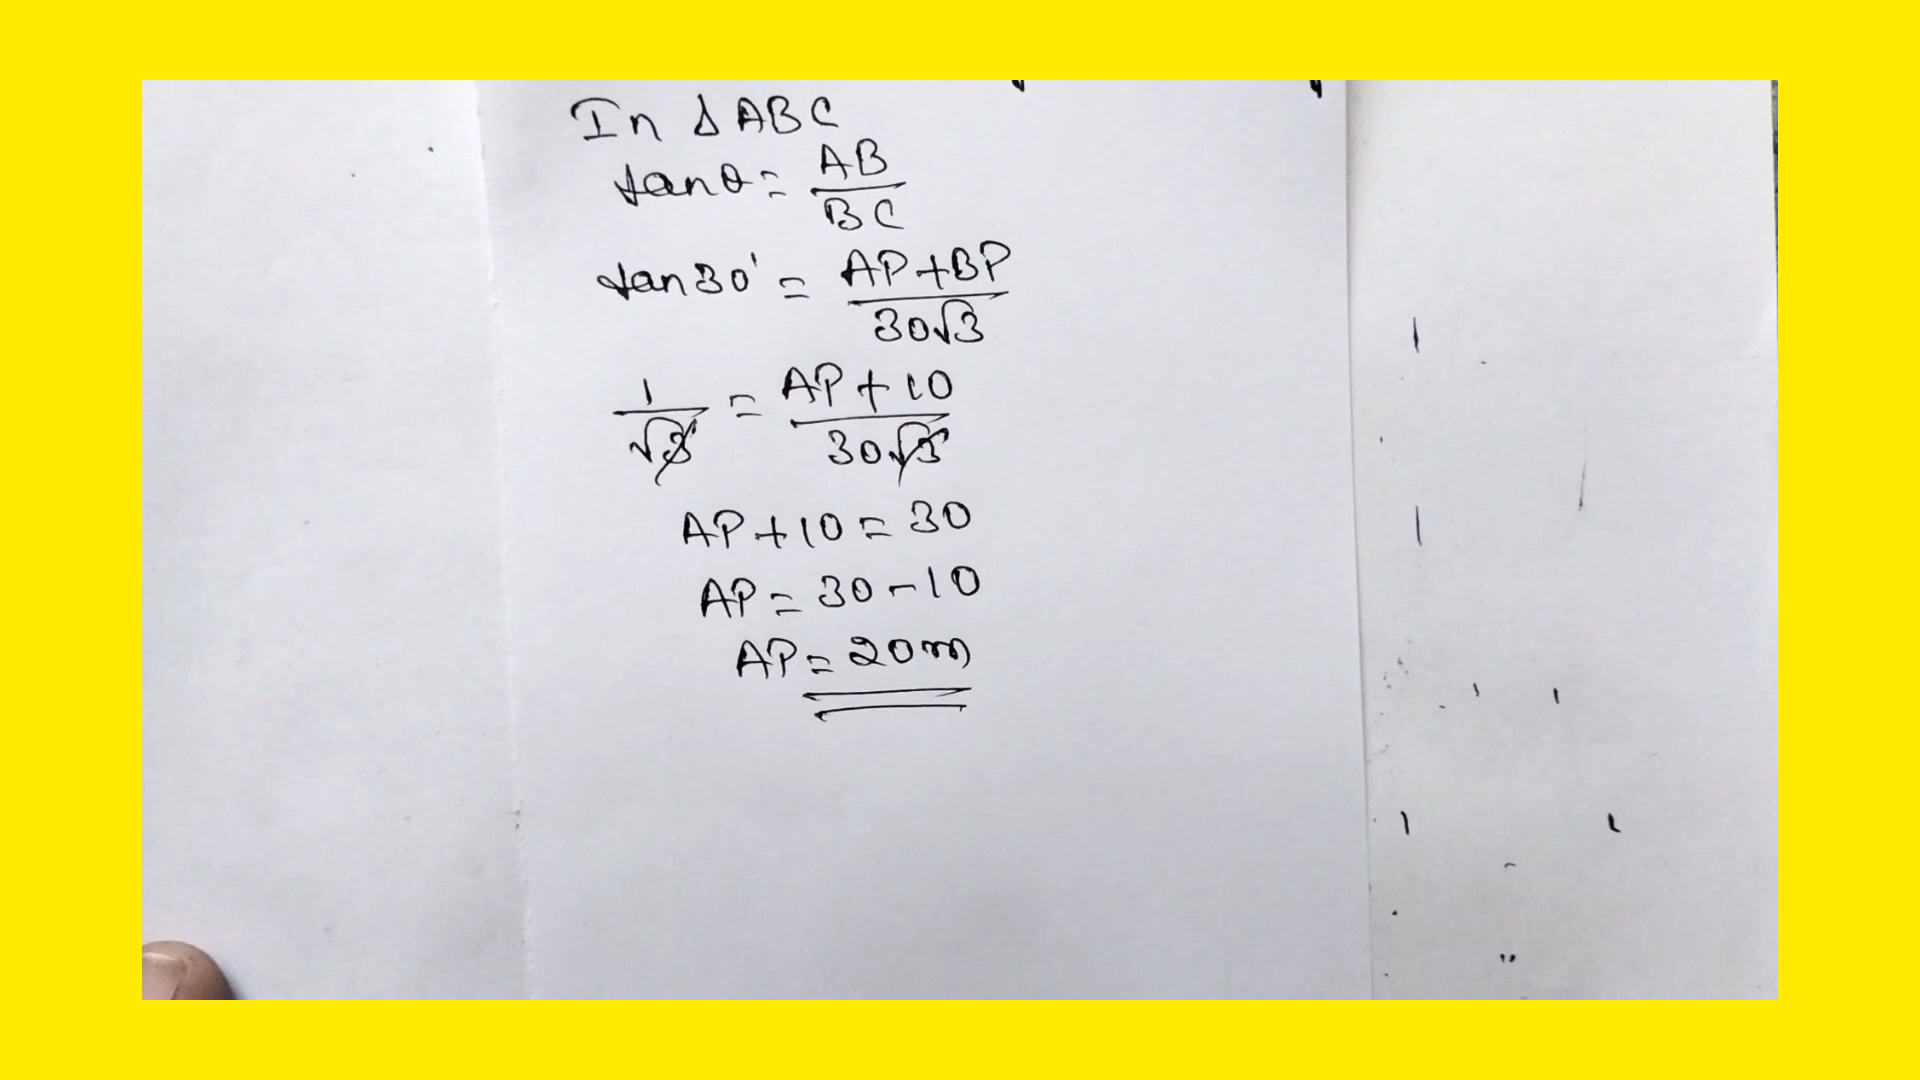 In Δ ABC
tanθ = AB/BC
tan30' = AP+BP/30√3
1/√3 = AP+10/30√3
AP+10 = 30
AP = 30-10
AP = 20m